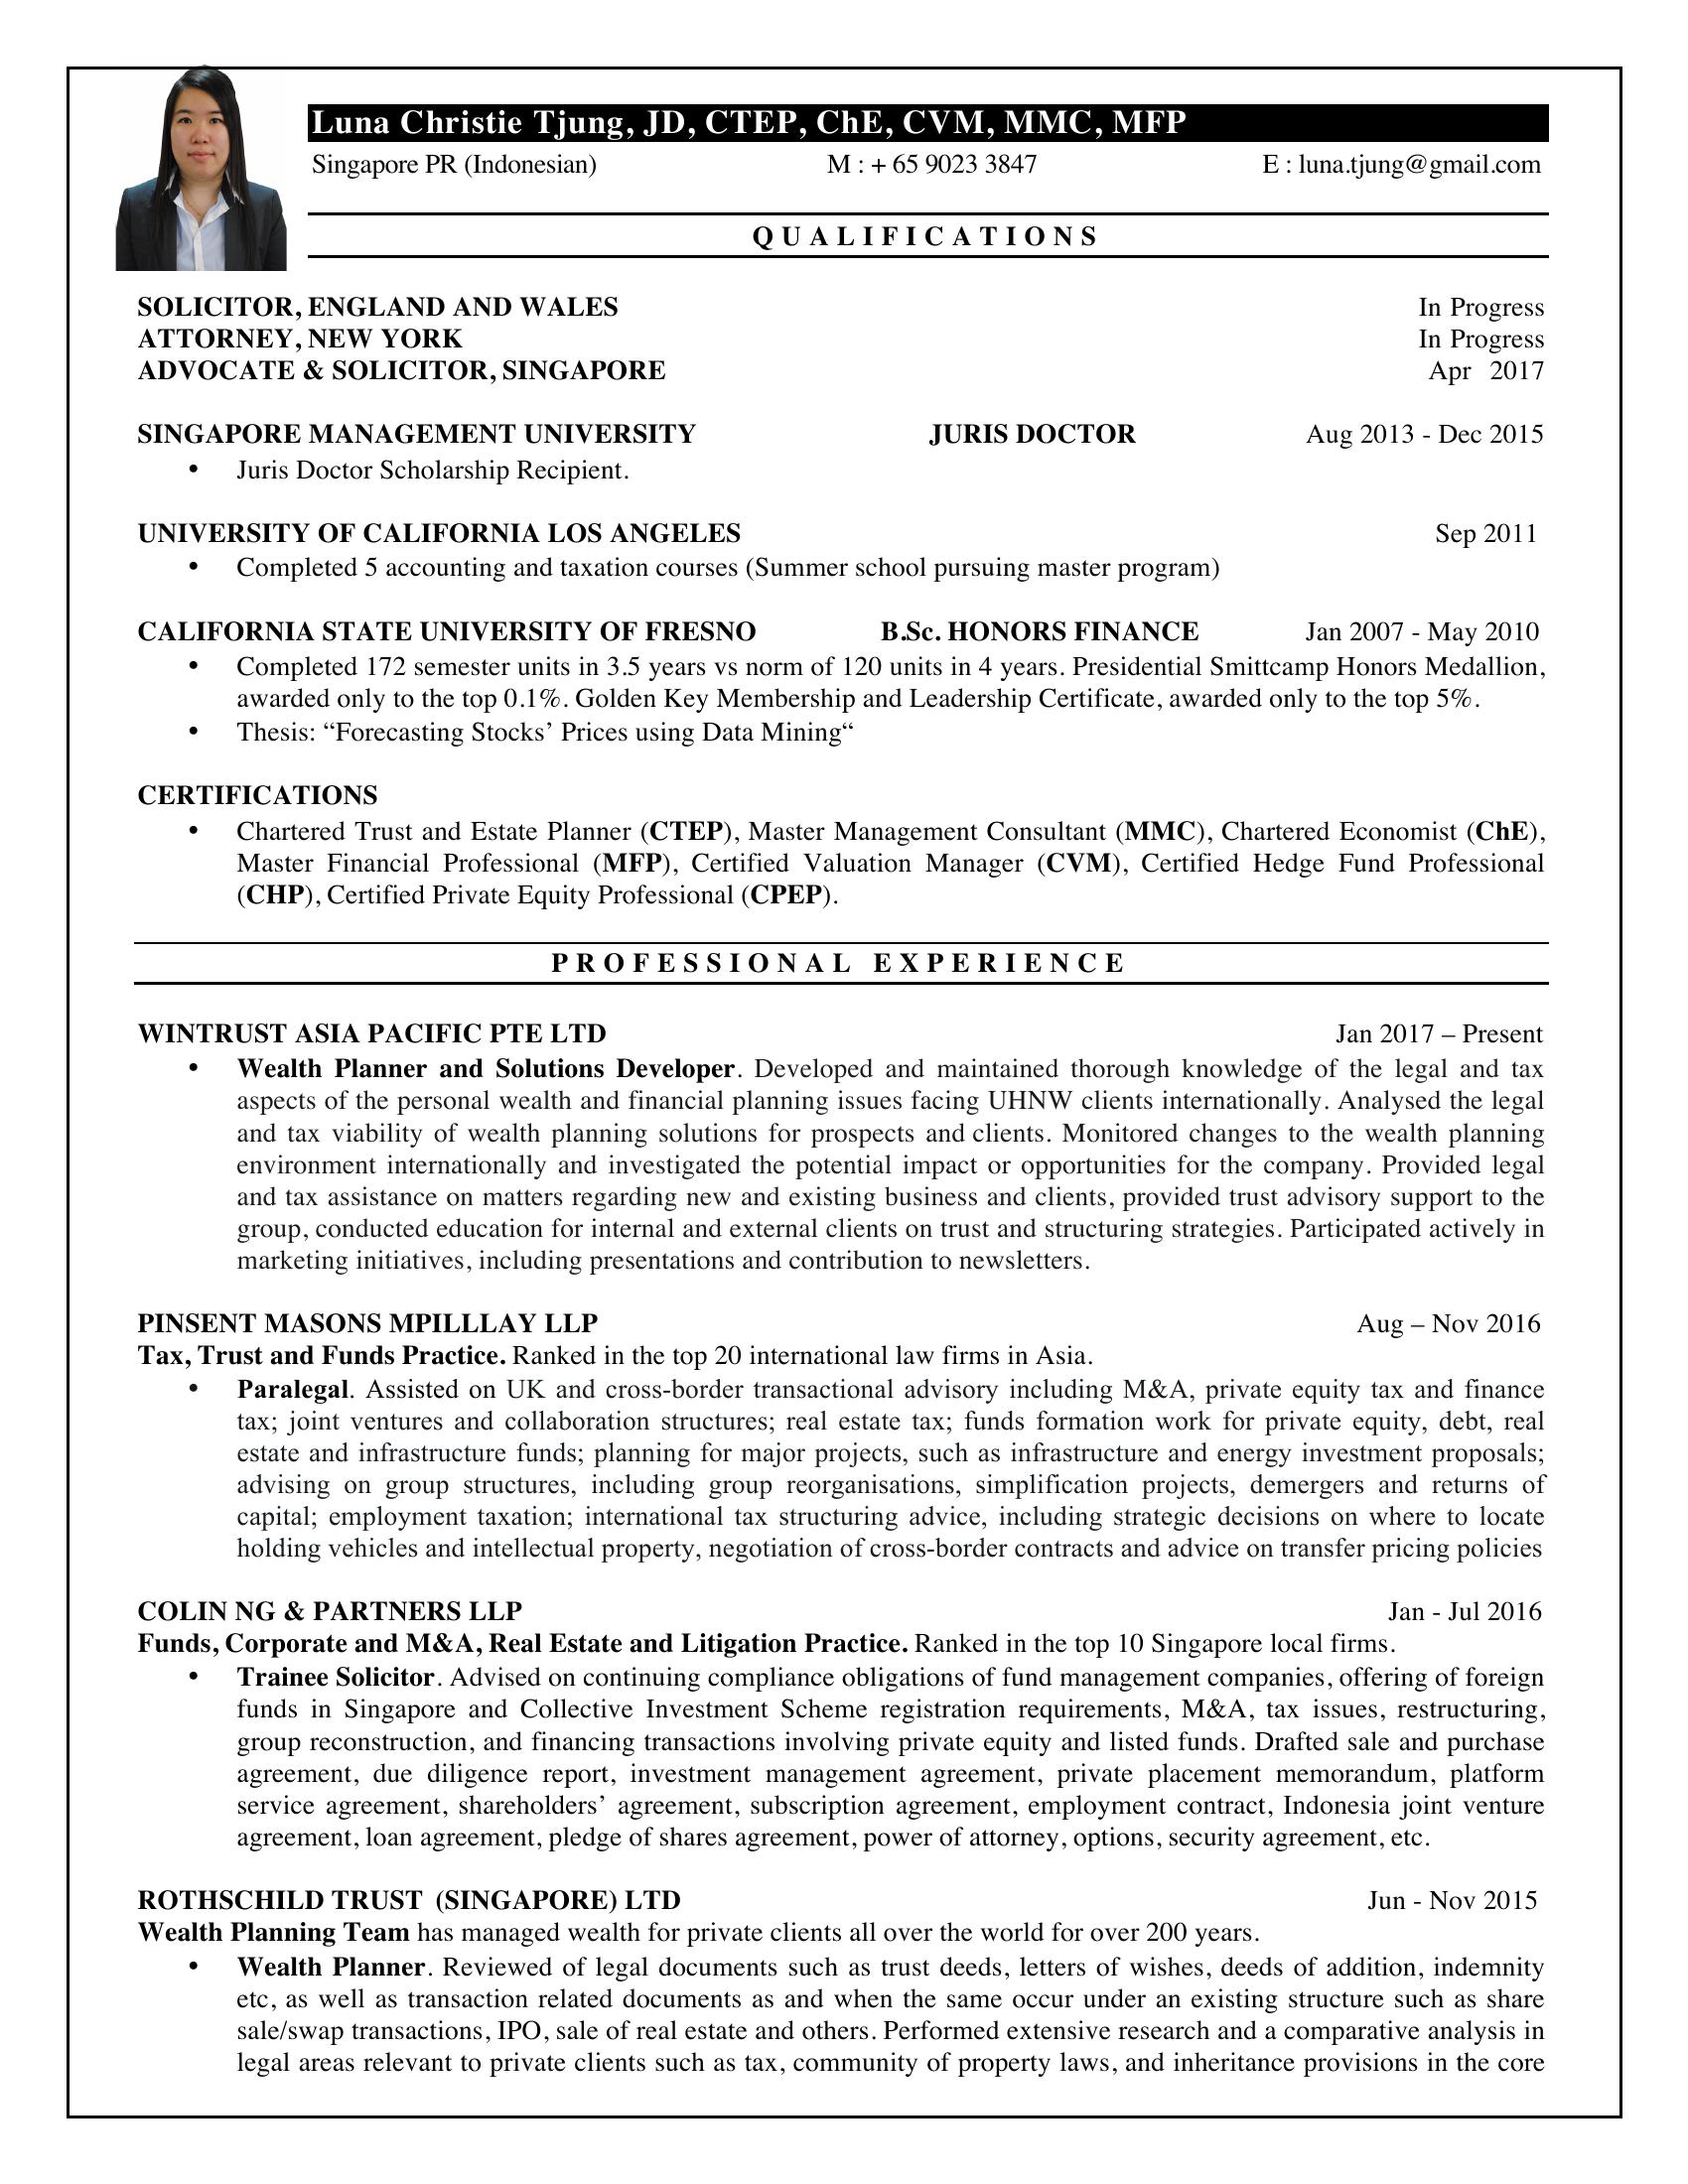 Luna Christie Tjung, JD, CTEP, ChE, CVM, MMC, MFP
Singapore PR (Indonesian) M : + 65 9023 3847 E : luna.tjung@gmail.com
QUALIFICATIONS
SOLICITOR, ENGLAND AND WALES In Progress
ATTORNEY, NEW YORK In Progress
ADVOCATE & SOLICITOR, SINGAPORE Apr 2017
SINGAPORE MANAGEMENT UNIVERSITY JURIS DOCTOR Aug 2013 - Dec 2015
• Juris Doctor Scholarship Recipient.
UNIVERSITY OF CALIFORNIA LOS ANGELES Sep 2011
• Completed 5 accounting and taxation courses (Summer school pursuing master program)
CALIFORNIA STATE UNIVERSITY OF FRESNO B.Sc. HONORS FINANCE Jan 2007 - May 2010
• Completed 172 semester units in 3.5 years vs norm of 120 units in 4 years. Presidential Smittcamp Honors Medallion,
awarded only to the top 0.1%. Golden Key Membership and Leadership Certificate, awarded only to the top 5%.
• Thesis: “Forecasting Stocks’ Prices using Data Mining“
CERTIFICATIONS
• Chartered Trust and Estate Planner (CTEP), Master Management Consultant (MMC), Chartered Economist (ChE),
Master Financial Professional (MFP), Certified Valuation Manager (CVM), Certified Hedge Fund Professional
(CHP), Certified Private Equity Professional (CPEP).
PROFESSIONAL EXPERIENCE
WINTRUST ASIA PACIFIC PTE LTD Jan 2017 – Present
• Wealth Planner and Solutions Developer. Developed and maintained thorough knowledge of the legal and tax
aspects of the personal wealth and financial planning issues facing UHNW clients internationally. Analysed the legal
and tax viability of wealth planning solutions for prospects and clients. Monitored changes to the wealth planning
environment internationally and investigated the potential impact or opportunities for the company. Provided legal
and tax assistance on matters regarding new and existing business and clients, provided trust advisory support to the
group, conducted education for internal and external clients on trust and structuring strategies. Participated actively in
marketing initiatives, including presentations and contribution to newsletters.
PINSENT MASONS MPILLLAY LLP Aug – Nov 2016
Tax, Trust and Funds Practice. Ranked in the top 20 international law firms in Asia.
• Paralegal. Assisted on UK and cross-border transactional advisory including M&A, private equity tax and finance
tax; joint ventures and collaboration structures; real estate tax; funds formation work for private equity, debt, real
estate and infrastructure funds; planning for major projects, such as infrastructure and energy investment proposals;
advising on group structures, including group reorganisations, simplification projects, demergers and returns of
capital; employment taxation; international tax structuring advice, including strategic decisions on where to locate
holding vehicles and intellectual property, negotiation of cross-border contracts and advice on transfer pricing policies
COLIN NG & PARTNERS LLP Jan - Jul 2016
Funds, Corporate and M&A, Real Estate and Litigation Practice. Ranked in the top 10 Singapore local firms.
• Trainee Solicitor. Advised on continuing compliance obligations of fund management companies, offering of foreign
funds in Singapore and Collective Investment Scheme registration requirements, M&A, tax issues, restructuring,
group reconstruction, and financing transactions involving private equity and listed funds. Drafted sale and purchase
agreement, due diligence report, investment management agreement, private placement memorandum, platform
service agreement, shareholders’ agreement, subscription agreement, employment contract, Indonesia joint venture
agreement, loan agreement, pledge of shares agreement, power of attorney, options, security agreement, etc.
ROTHSCHILD TRUST (SINGAPORE) LTD Jun - Nov 2015
Wealth Planning Team has managed wealth for private clients all over the world for over 200 years.
• Wealth Planner. Reviewed of legal documents such as trust deeds, letters of wishes, deeds of addition, indemnity
etc, as well as transaction related documents as and when the same occur under an existing structure such as share
sale/swap transactions, IPO, sale of real estate and others. Performed extensive research and a comparative analysis in
legal areas relevant to private clients such as tax, community of property laws, and inheritance provisions in the core